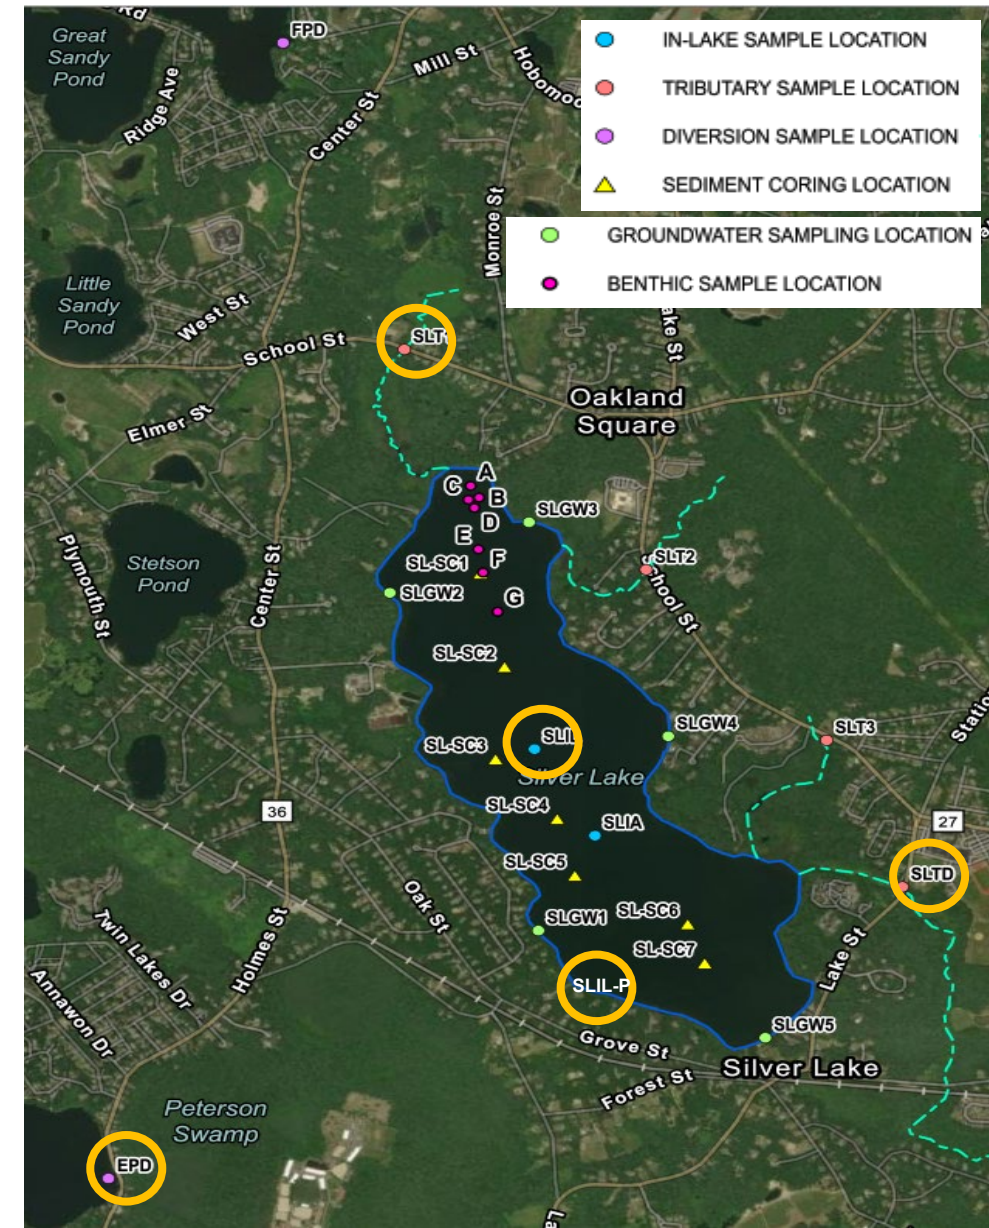 Rd
FPD
Great
Sandy
Pond
Mill St
Ridge Ave
Center St
IN-LAKE SAMPLE LOCATION
TRIBUTARY SAMPLE LOCATION
DIVERSION SAMPLE LOCATION
SEDIMENT CORING LOCATION
GROUNDWATER SAMPLING LOCATION
BENTHIC SAMPLE LOCATION
Monroe St
Little
Sandy
Pond
West St
School St
Elmer St
Oakland
Square
A
C
B
D
E
F
G
SLGW3
SL-SC1
SLGW2
SLT2
Stetson
Pond
Plymouth St
Center St
SL-SC2
SLGW4
SLT3
SL-SC3
Silver Lake
SL-SC4
SLIA
36
27
SL-SC5
SLTD
Oak St
SLGW1
SL-SC6
SL-SC7
Twin Lakes Dr
Holmes St
Annawon Dr
SLIL-P
Lake St
SLGW5
Grove St
Silver Lake
Forest St
Peterson
Swamp
EPD